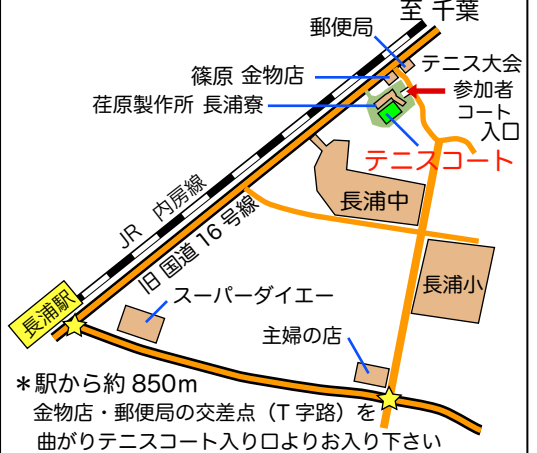 至 千葉
郵便局
テニス大会
篠原 金物店
参加者
荏原製作所 長浦寮
コート
入口
テニスコート
長浦中
JR 内房線
旧国道16号線
長浦小
長浦駅
スーパーダイエー
主婦の店
＊駅から約850m
金物店・郵便局の交差点（T字路）を
曲がりテニスコート入り口よりお入り下さい